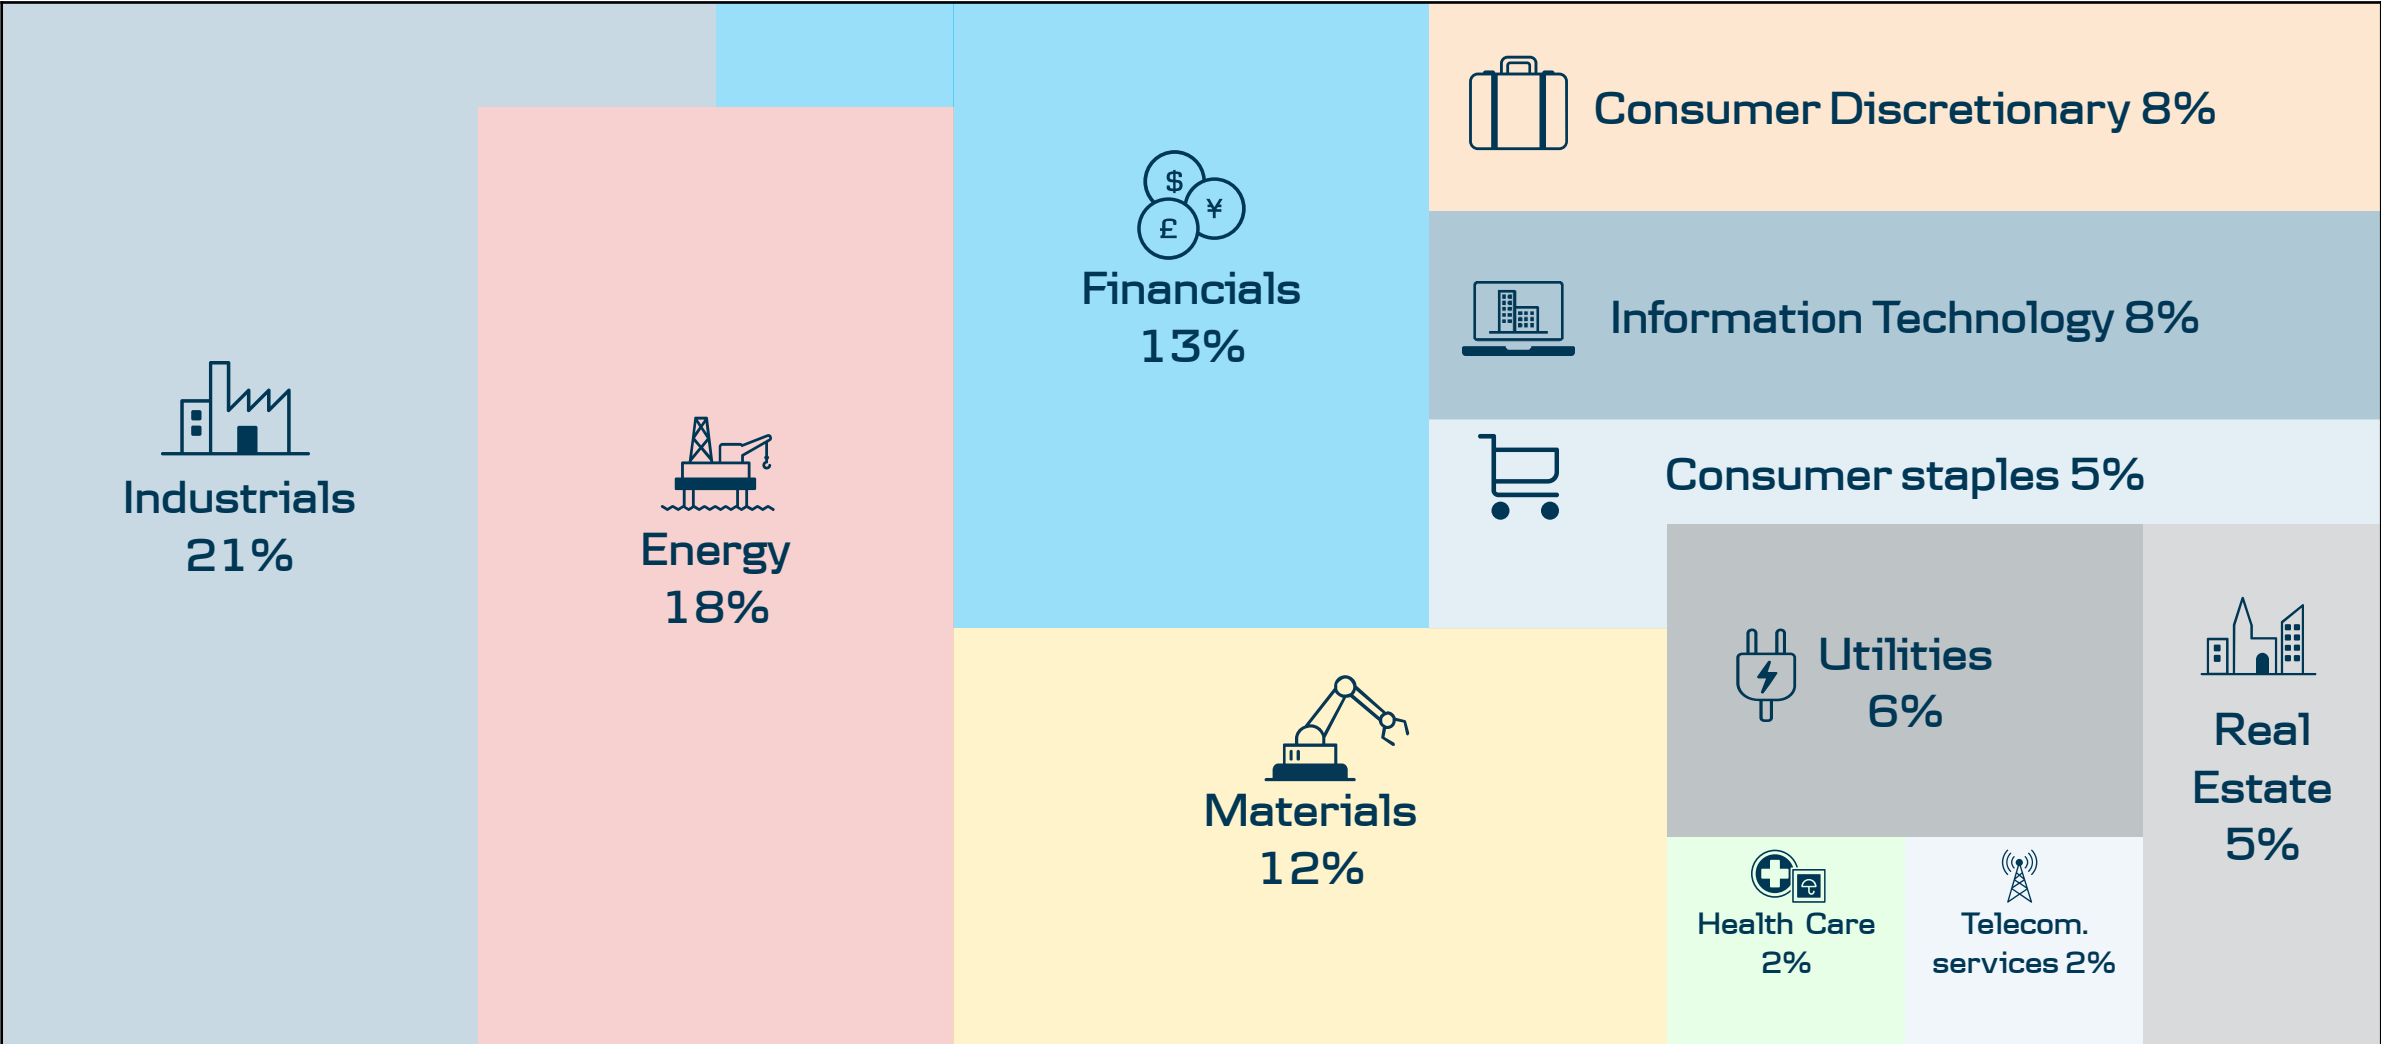 Industrials
21%
Energy
18%
$
¥
£
Financials
13%
Materials
12%
Consumer Discretionary 8%
Information Technology 8%
Consumer staples 5%
Utilities
6%
Real
Estate
5%
Health Care
2%
Telecom.
services 2%